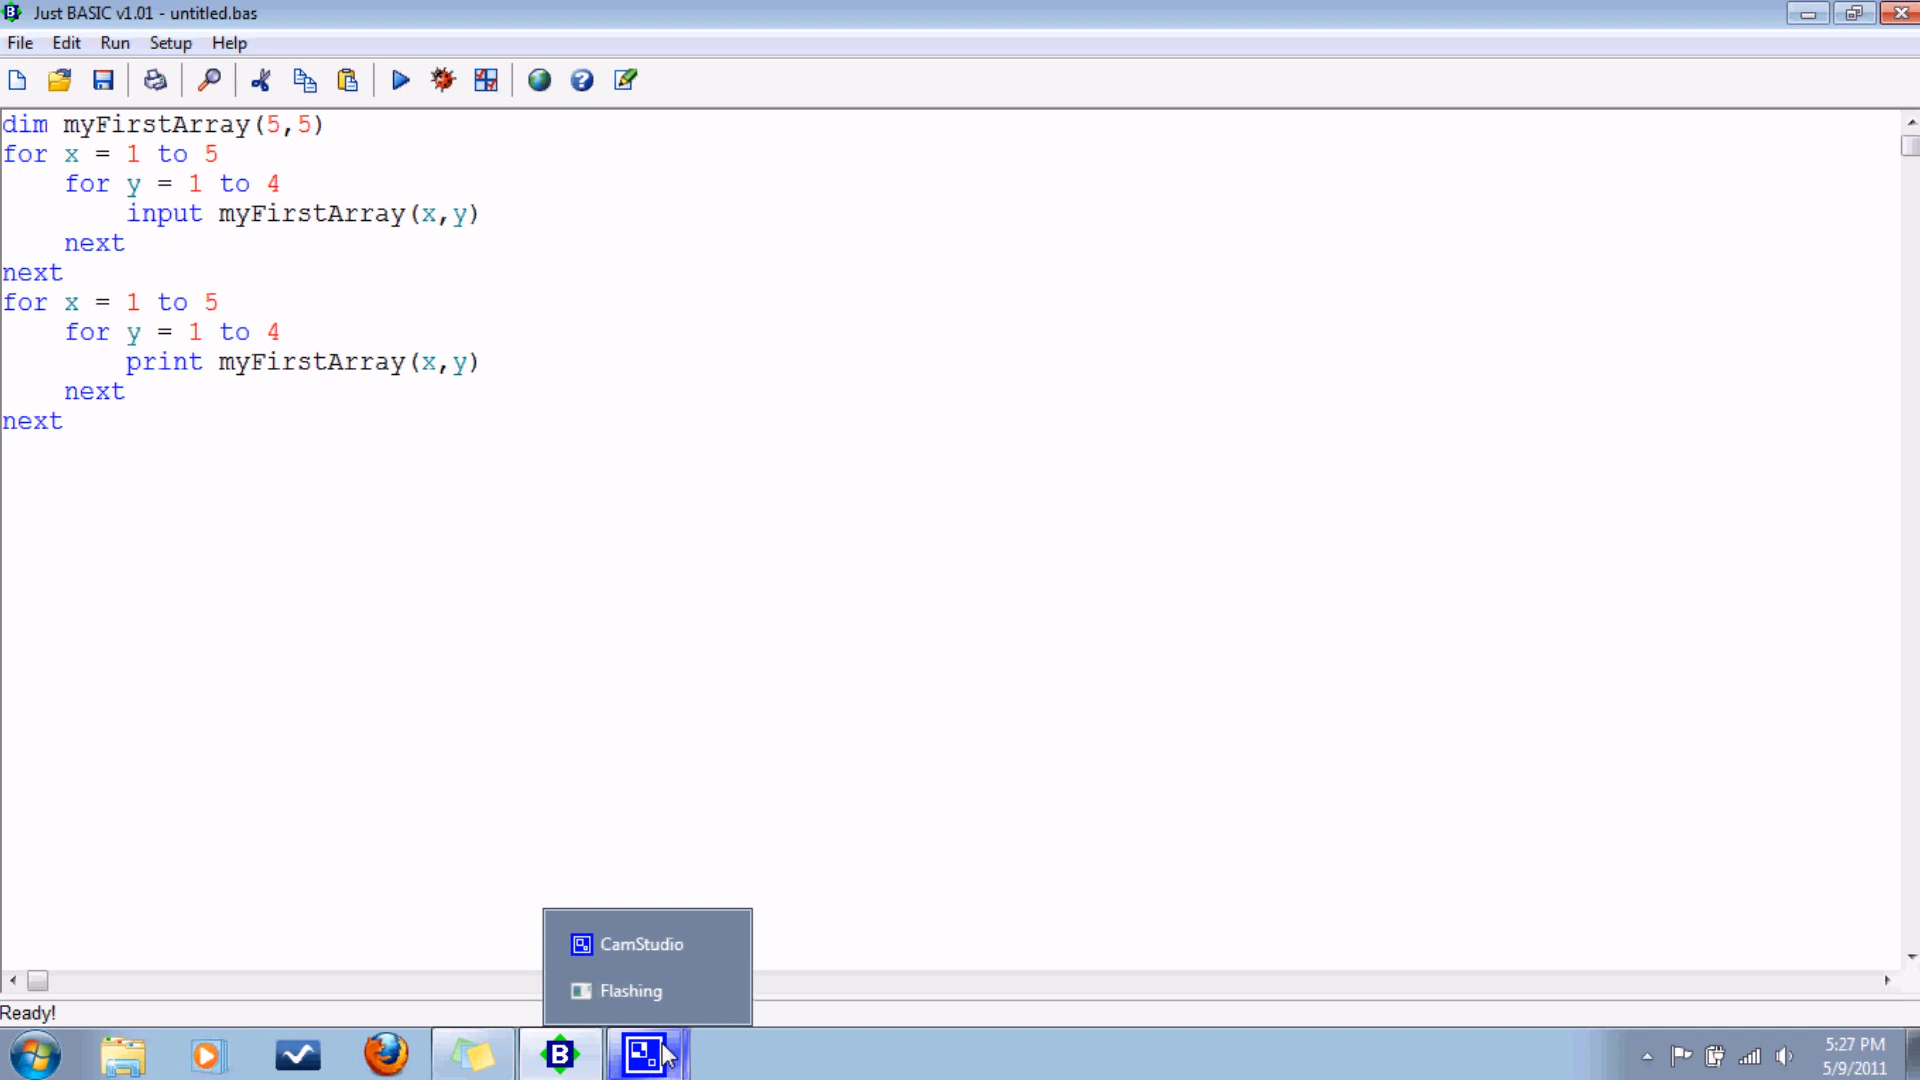 Just BASIC v1.01 - untitled.bas
File Edit Run Setup Help
dim myFirstArray(5,5)
for x = 1 to 5
    for y = 1 to 4
        input myFirstArray(x,y)
    next
next
for x = 1 to 5
    for y = 1 to 4
        print myFirstArray(x,y)
    next
next
CamStudio
Flashing
Ready!
B
5:27 PM
5/9/2011